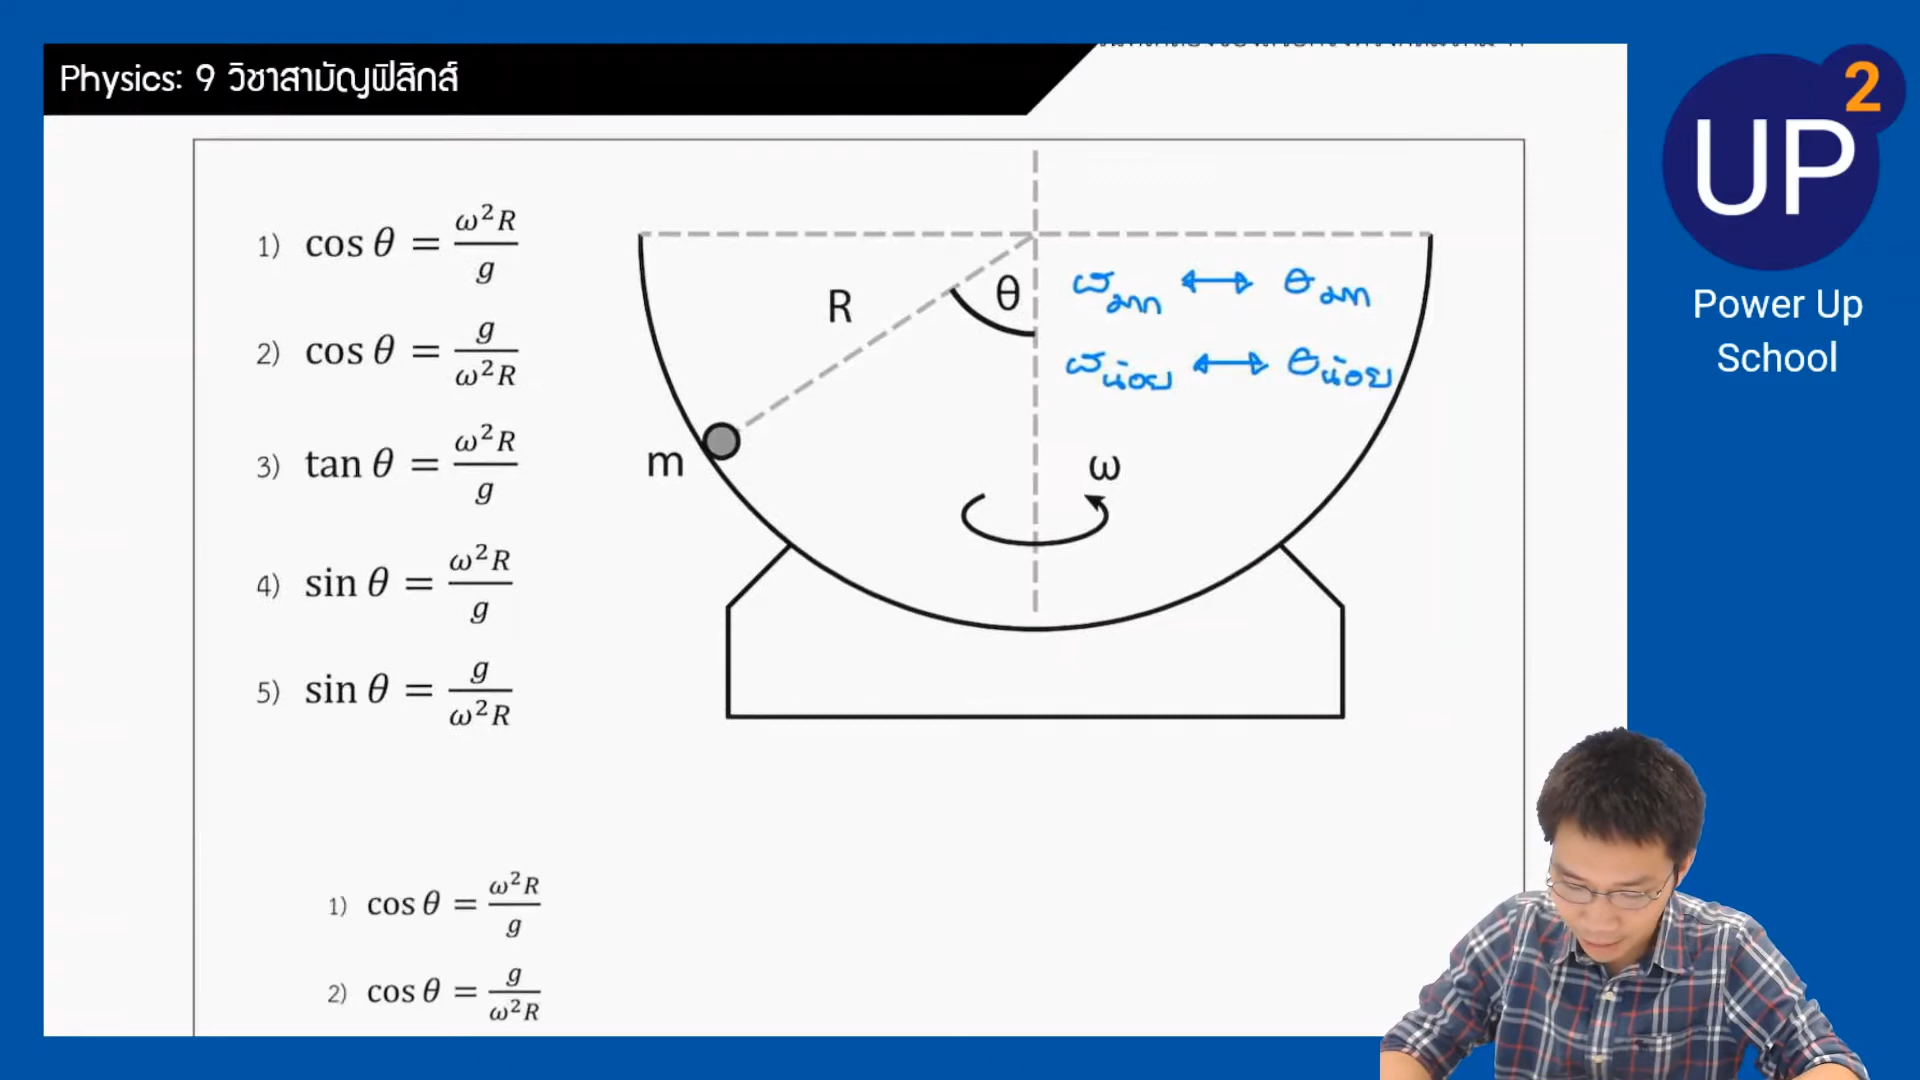 Physics: 9 วิชาสามัญฟิสิกส์
2
UP
Power Up
School
1) cos θ = ω²R / g
2) cos θ = g / ω²R
3) tan θ = ω²R / g
4) sin θ = ω²R / g
5) sin θ = g / ω²R
R
θ
m
ω
ω มาก ↔ θ มาก
ω น้อย ↔ θ น้อย
1) cos θ = ω²R / g
2) cos θ = g / ω²R